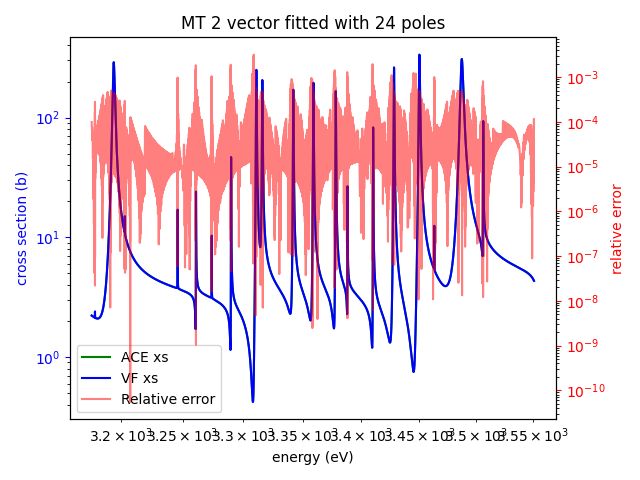 MT 2 vector fitted with 24 poles
cross section (b)
10²
10¹
10⁰
10⁻³
10⁻⁴
10⁻⁵
10⁻⁶
10⁻⁷
10⁻⁸
10⁻⁹
10⁻¹⁰
relative error
ACE xs
VF xs
Relative error
3.2 × 10³ 3.25 × 10³ 3.3 × 10³ 3.35 × 10³ 3.4 × 10³ 3.45 × 10³ 3.5 × 10³ 3.55 × 10³
energy (eV)